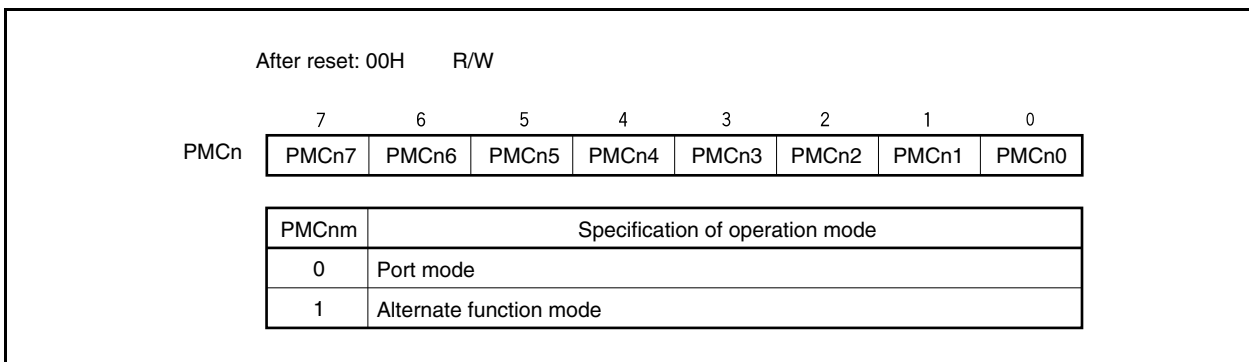 After reset: 00H R/W
7 6 5 4 3 2 1 0
PMCn PMCn7 PMCn6 PMCn5 PMCn4 PMCn3 PMCn2 PMCn1 PMCn0
PMCnm Specification of operation mode
0 Port mode
1 Alternate function mode